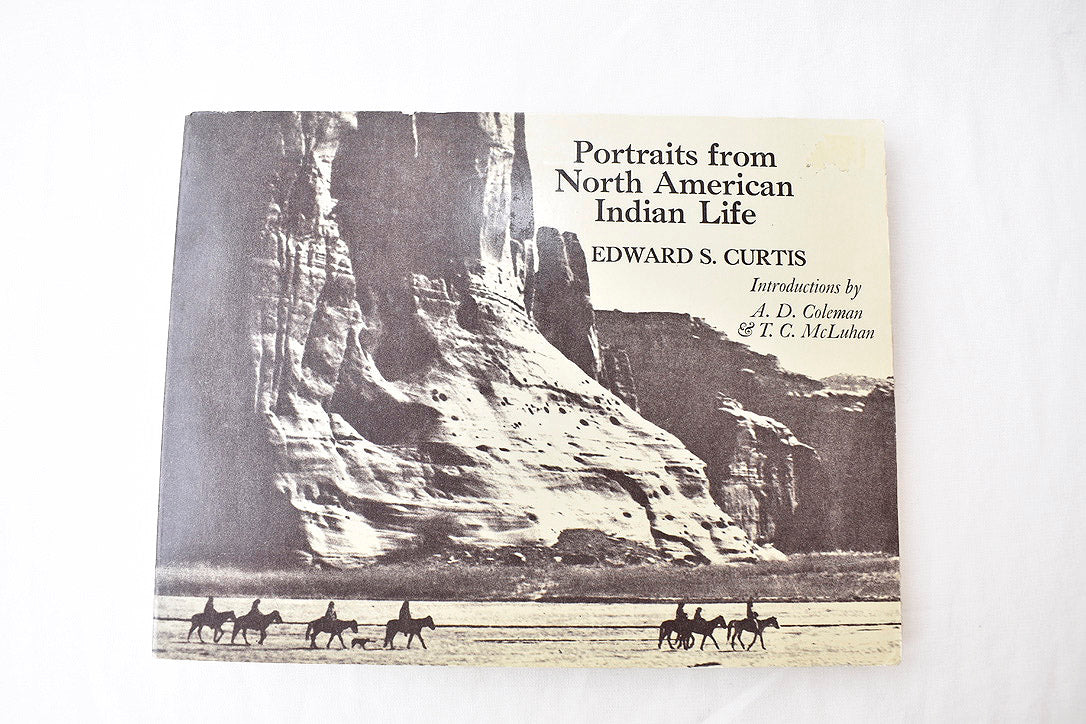 Portraits from
North American
Indian Life
EDWARD S. CURTIS
Introductions by
A. D. Coleman
& T. C. McLuhan